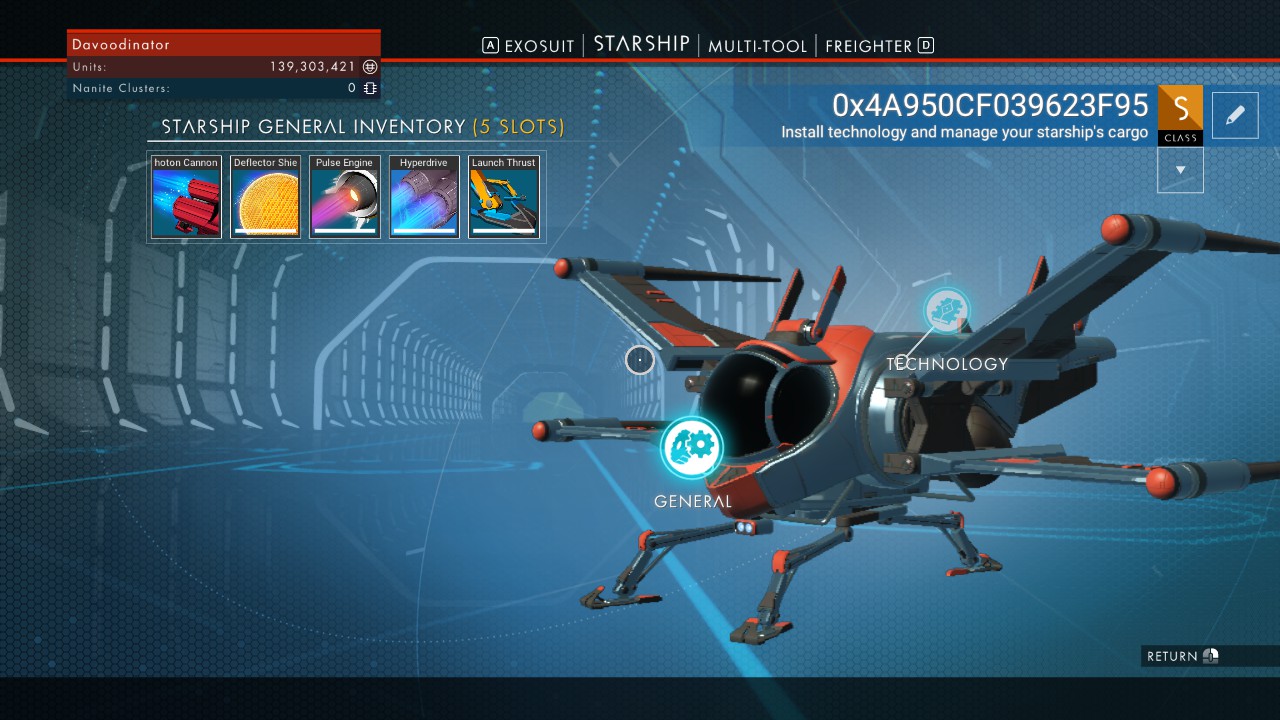 Davoodinator
Units: 139,303,421
Nanite Clusters: 0
A EXOSUIT STARSHIP MULTI-TOOL FREIGHTER D
0x4A950CF039623F95
Install technology and manage your starship's cargo
S
CLASS
STARSHIP GENERAL INVENTORY (5 SLOTS)
hoton Cannon Deflector Shie Pulse Engine Hyperdrive Launch Thrust
TECHNOLOGY
GENERAL
RETURN